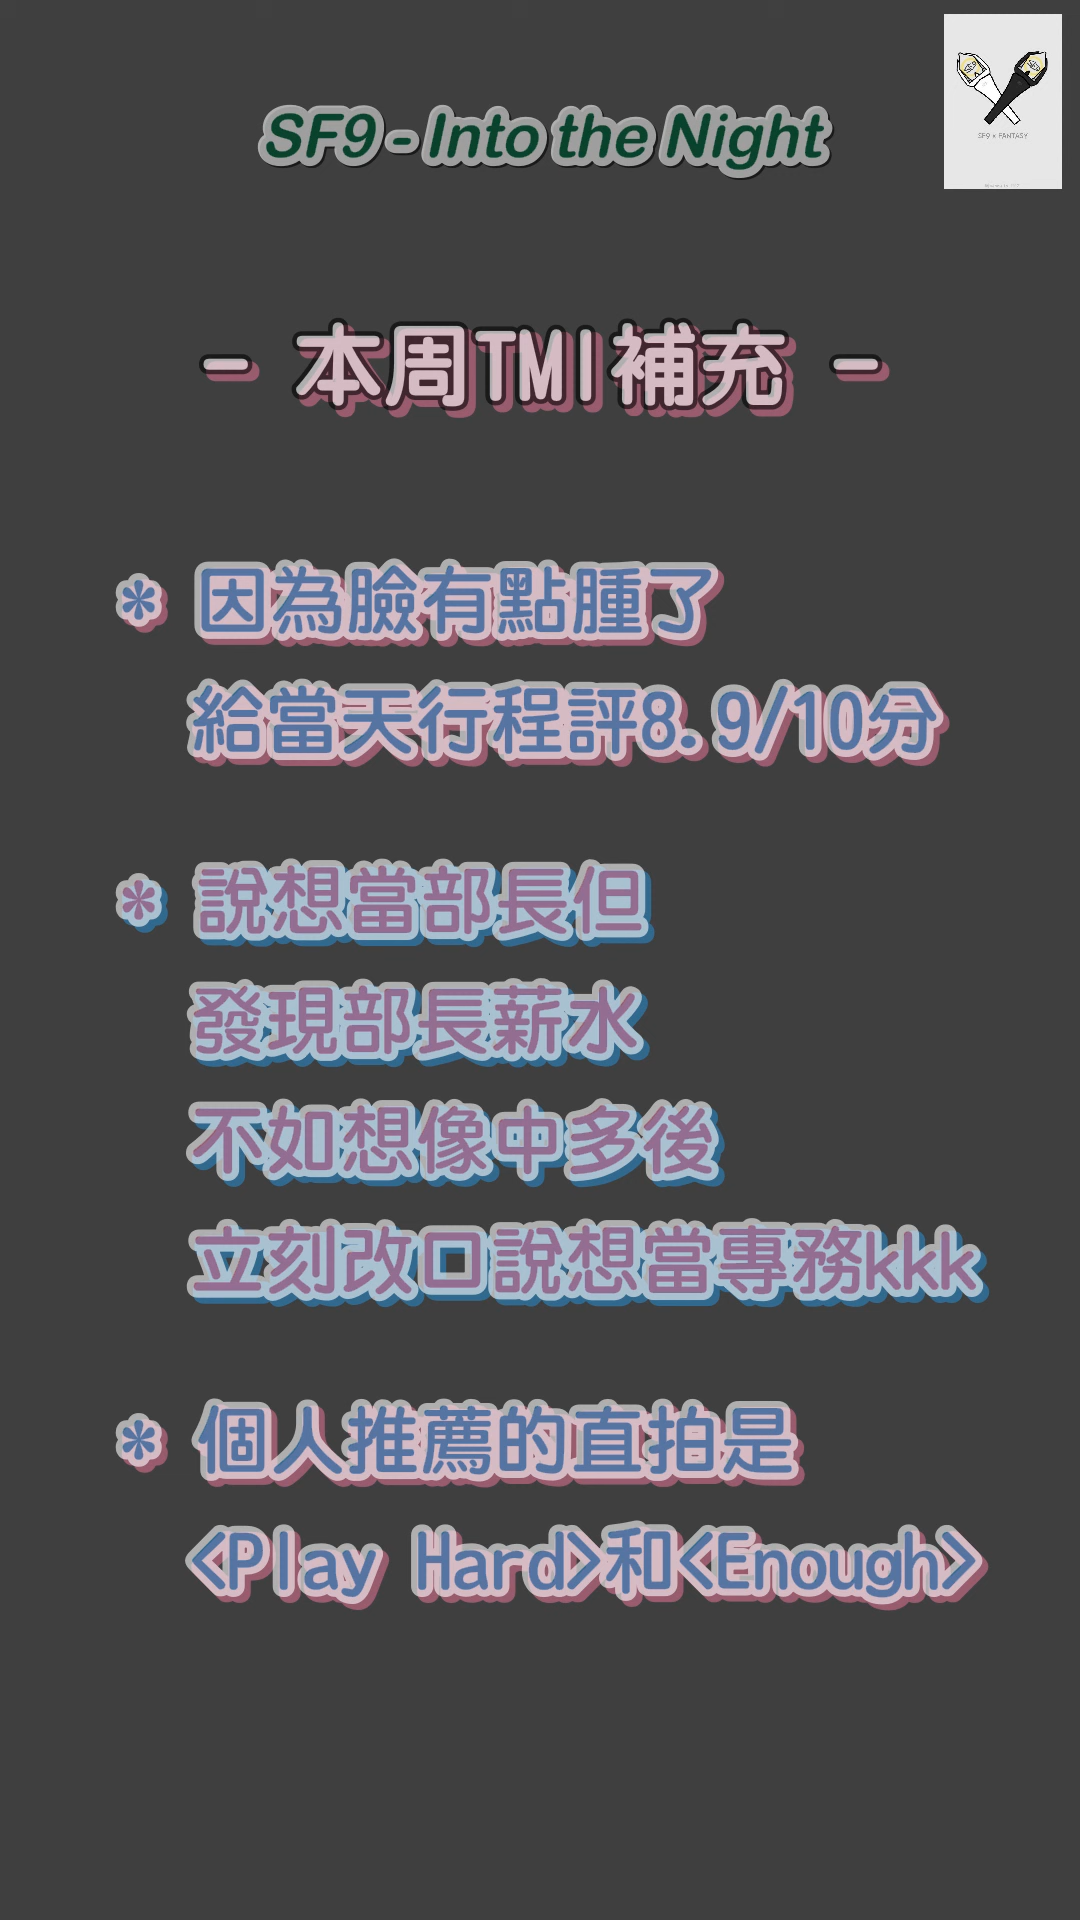 SF9 - Into the Night
SF9 x FANTASY
- 本周TMI補充 -
* 因為臉有點腫了
給當天行程評8.9/10分
* 說想當部長但
發現部長薪水
不如想像中多後
立刻改口說想當專務kkk
* 個人推薦的直拍是
<Play Hard>和<Enough>